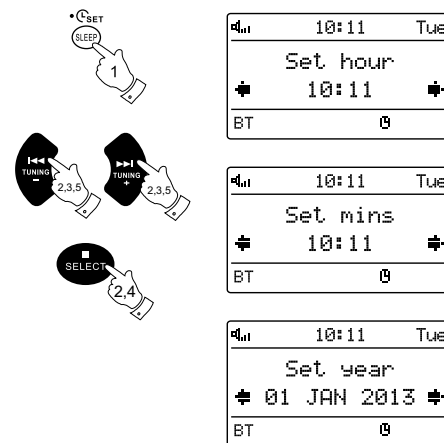 • SET
SLEEP
1
TUNING
−
2,3,5
TUNING
+
2,3,5
SELECT
2,4
10:11 Tue
Set hour
10:11
BT
10:11 Tue
Set mins
10:11
BT
10:11 Tue
Set year
01 JAN 2013
BT